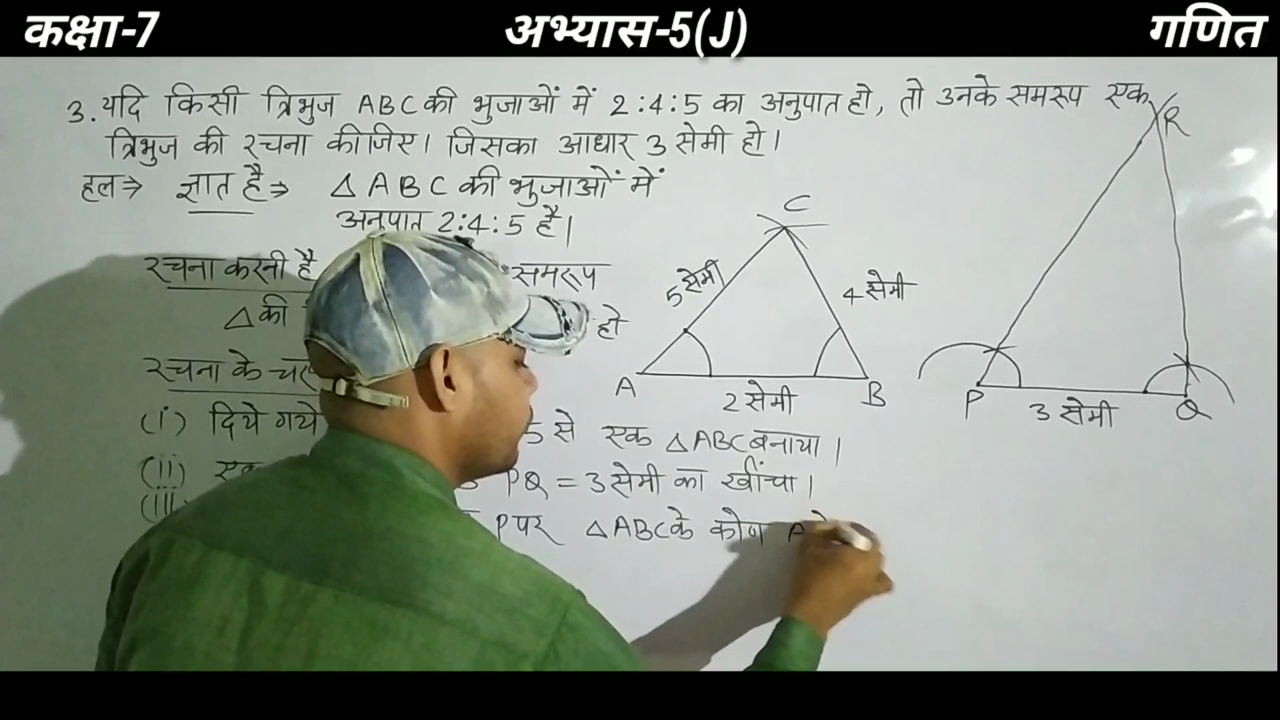 कक्षा-7 अभ्यास-5(J) गणित
3. यदि किसी त्रिभुज ABC की भुजाओं में 2:4:5 का अनुपात हो, तो उनके समरुप एक
त्रिभुज की रचना कीजिए। जिसका आधार 3 सेमी हो।
हल⇒ ज्ञात है⇒ △ABC की भुजाओं में
अनुपात 2:4:5 है।
रचना करनी है समरूप
△की हो
रचना के
(i) दिये गये 5 से एक △ABC बनाया।
(ii) PQ = 3 सेमी का खींचा।
(iii) P पर △ABC के कोण A
C
5 सेमी
4 सेमी
A
2 सेमी
B
R
P
3 सेमी
Q